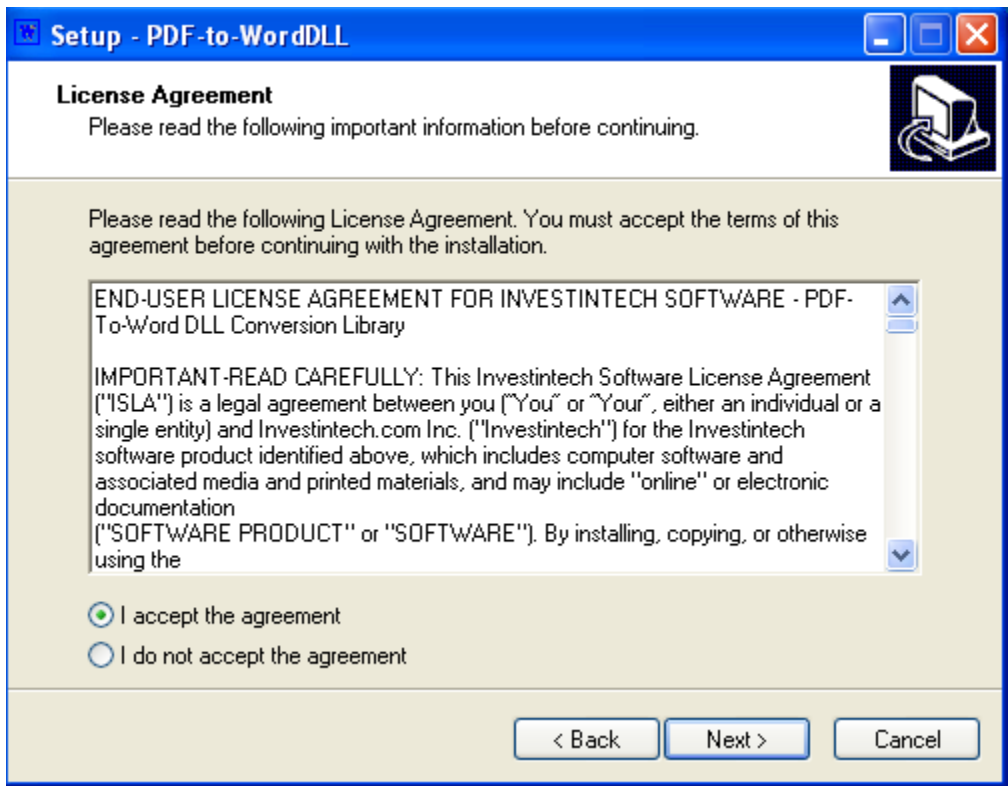 Setup - PDF-to-WordDLL
License Agreement
Please read the following important information before continuing.
Please read the following License Agreement. You must accept the terms of this
agreement before continuing with the installation.
END-USER LICENSE AGREEMENT FOR INVESTINTECH SOFTWARE - PDF-
To-Word DLL Conversion Library
IMPORTANT-READ CAREFULLY: This Investintech Software License Agreement
("ISLA") is a legal agreement between you (˝You˝ or ˝Your˝, either an individual or a
single entity) and Investintech.com Inc. ("Investintech") for the Investintech
software product identified above, which includes computer software and
associated media and printed materials, and may include "online" or electronic
documentation
("SOFTWARE PRODUCT" or "SOFTWARE"). By installing, copying, or otherwise
using the
I accept the agreement
I do not accept the agreement
< Back
Next >
Cancel